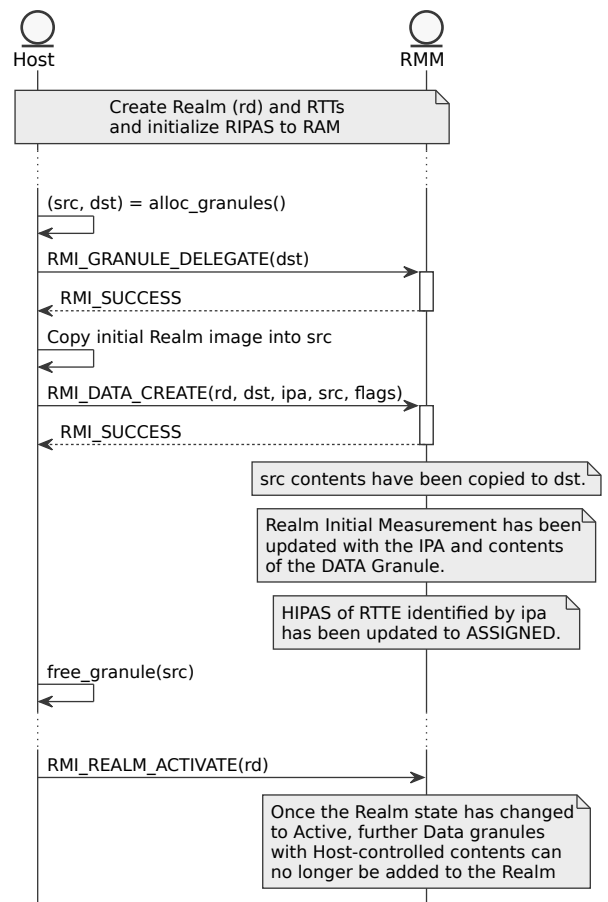 Host
RMM
Create Realm (rd) and RTTs
and initialize RIPAS to RAM
(src, dst) = alloc_granules()
RMI_GRANULE_DELEGATE(dst)
RMI_SUCCESS
Copy initial Realm image into src
RMI_DATA_CREATE(rd, dst, ipa, src, flags)
RMI_SUCCESS
src contents have been copied to dst.
Realm Initial Measurement has been
updated with the IPA and contents
of the DATA Granule.
HIPAS of RTTE identified by ipa
has been updated to ASSIGNED.
free_granule(src)
RMI_REALM_ACTIVATE(rd)
Once the Realm state has changed
to Active, further Data granules
with Host-controlled contents can
no longer be added to the Realm